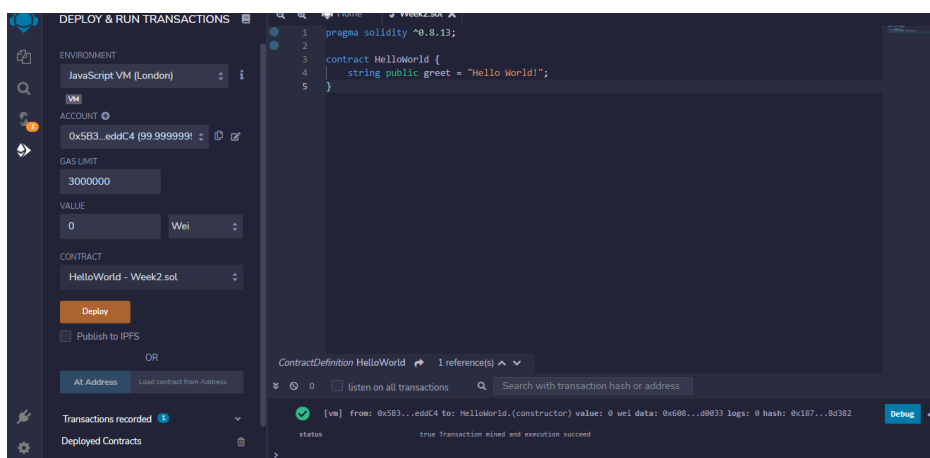 DEPLOY & RUN TRANSACTIONS
ENVIRONMENT
JavaScript VM (London)
VM
ACCOUNT
0x5B3...eddC4 (99.9999999
GAS LIMIT
3000000
VALUE
0 Wei
CONTRACT
HelloWorld - Week2.sol
Deploy
Publish to IPFS
OR
At Address Load contract from Address
Transactions recorded 1
Deployed Contracts
1
Home Week2.sol
1 pragma solidity ^0.8.13;
2
3 contract HelloWorld {
4 string public greet = "Hello World!";
5 }
ContractDefinition HelloWorld 1 reference(s)
0 listen on all transactions Search with transaction hash or address
[vm] from: 0x5B3...eddC4 to: HelloWorld.(constructor) value: 0 wei data: 0x608...d0033 logs: 0 hash: 0x187...8d382 Debug
status true Transaction mined and execution succeed
>